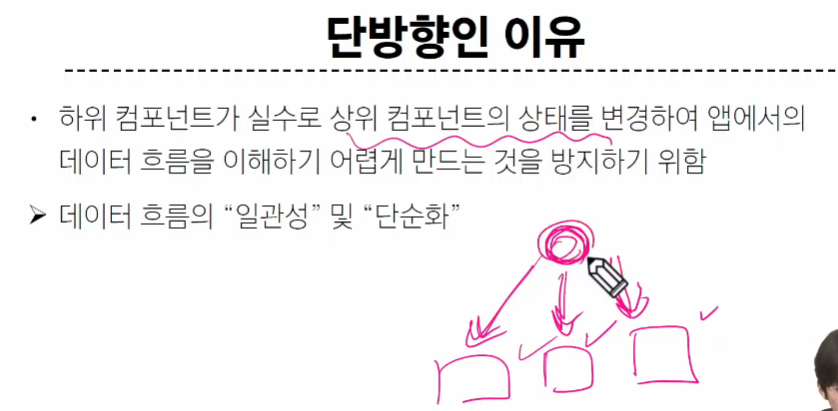 단방향인 이유
• 하위 컴포넌트가 실수로 상위 컴포넌트의 상태를 변경하여 앱에서의
데이터 흐름을 이해하기 어렵게 만드는 것을 방지하기 위함
➤ 데이터 흐름의 “일관성” 및 “단순화”